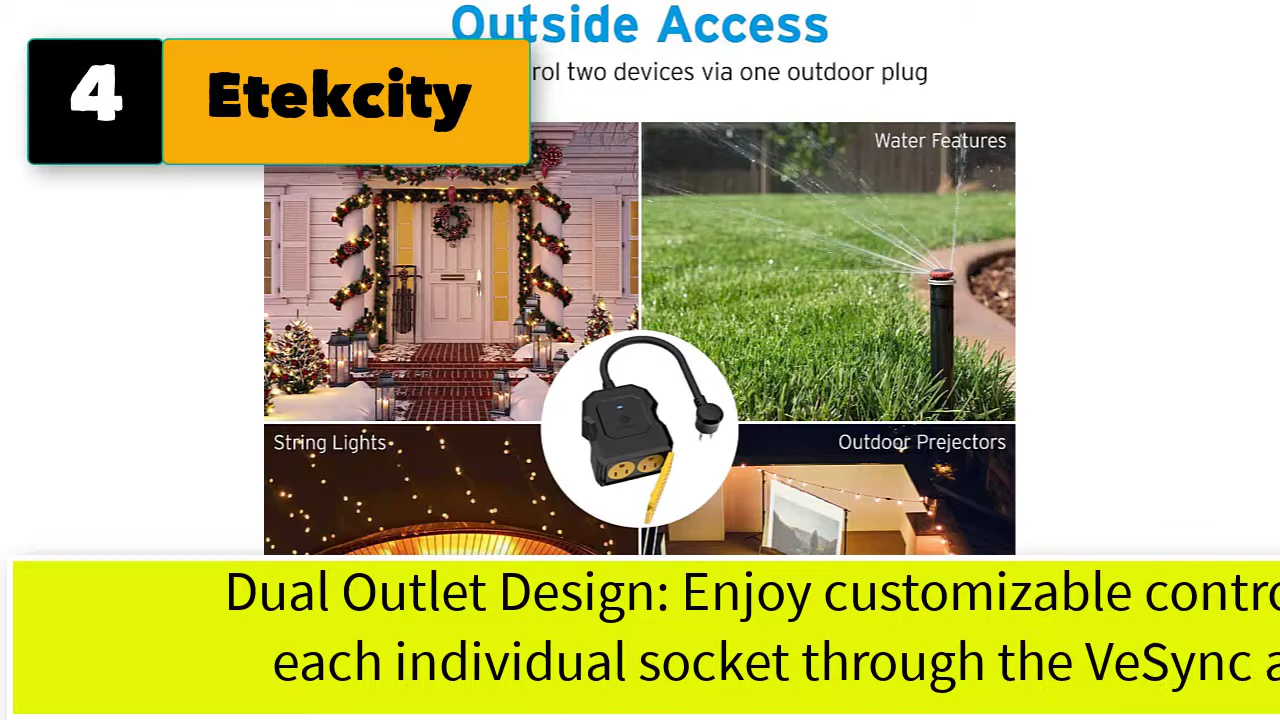 Outside Access
4 Etekcity
rol two devices via one outdoor plug
Water Features
String Lights
Outdoor Prejectors
Dual Outlet Design: Enjoy customizable contro
each individual socket through the VeSync a